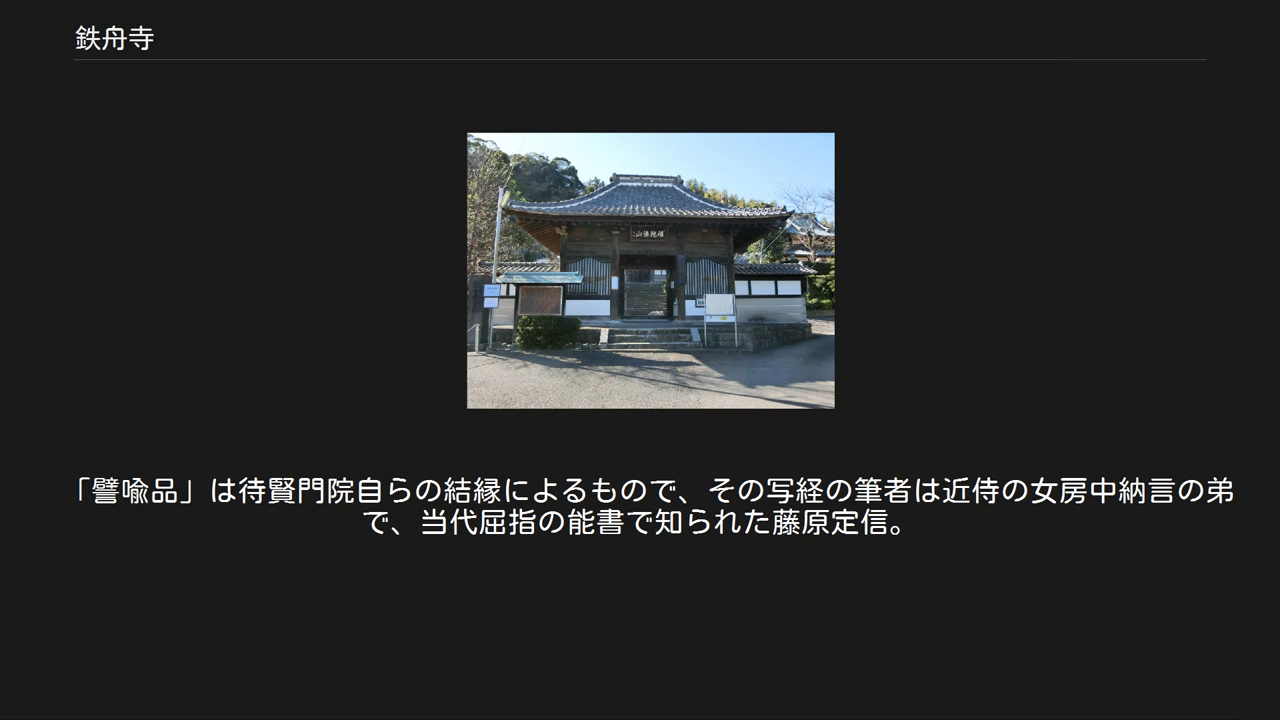 鉄舟寺
「譬喩品」は待賢門院自らの結縁によるもので、その写経の筆者は近侍の女房中納言の弟
で、当代屈指の能書で知られた藤原定信。